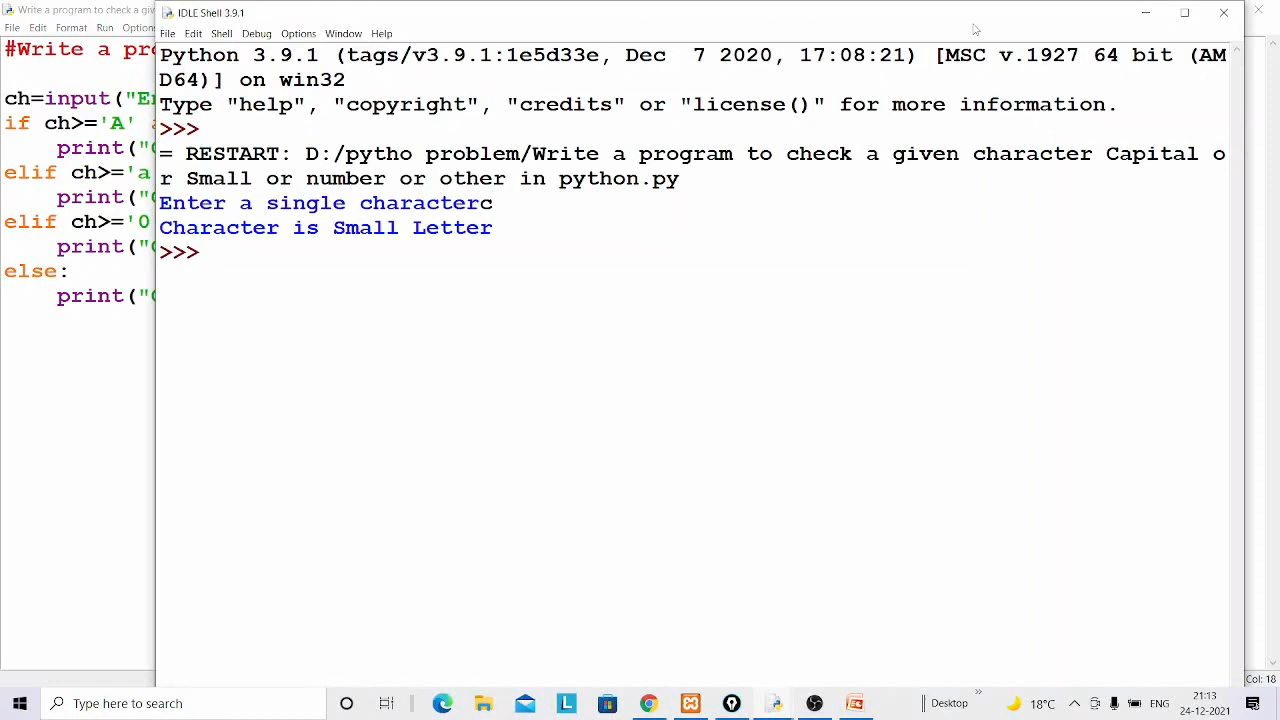 Write a program to check a giv
File Edit Format Run Options
#Write a pr
ch=input("E
if ch>='A'
print("
elif ch>='a
print("
elif ch>='0
print("
else:
print("
IDLE Shell 3.9.1
File Edit Shell Debug Options Window Help
Python 3.9.1 (tags/v3.9.1:1e5d33e, Dec 7 2020, 17:08:21) [MSC v.1927 64 bit (AM
D64)] on win32
Type "help", "copyright", "credits" or "license()" for more information.
>>>
= RESTART: D:/pytho problem/Write a program to check a given character Capital o
r Small or number or other in python.py
Enter a single characterc
Character is Small Letter
>>>
Col: 18
Type here to search
L
Desktop
18°C
ENG
21:13
24-12-2021